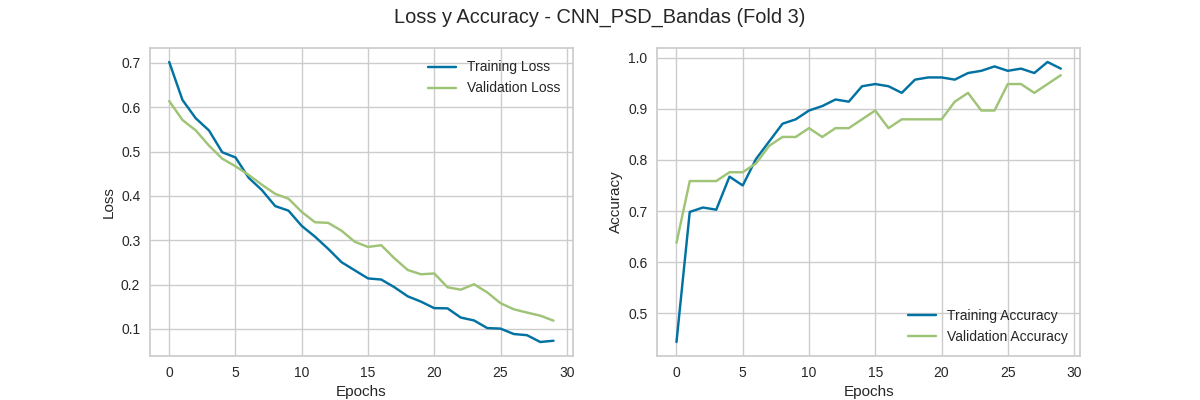 Loss y Accuracy - CNN_PSD_Bandas (Fold 3)
0.7
0.6
0.5
0.4
0.3
0.2
0.1
Loss
0 5 10 15 20 25 30
Epochs
Training Loss
Validation Loss
1.0
0.9
0.8
0.7
0.6
0.5
Accuracy
0 5 10 15 20 25 30
Epochs
Training Accuracy
Validation Accuracy